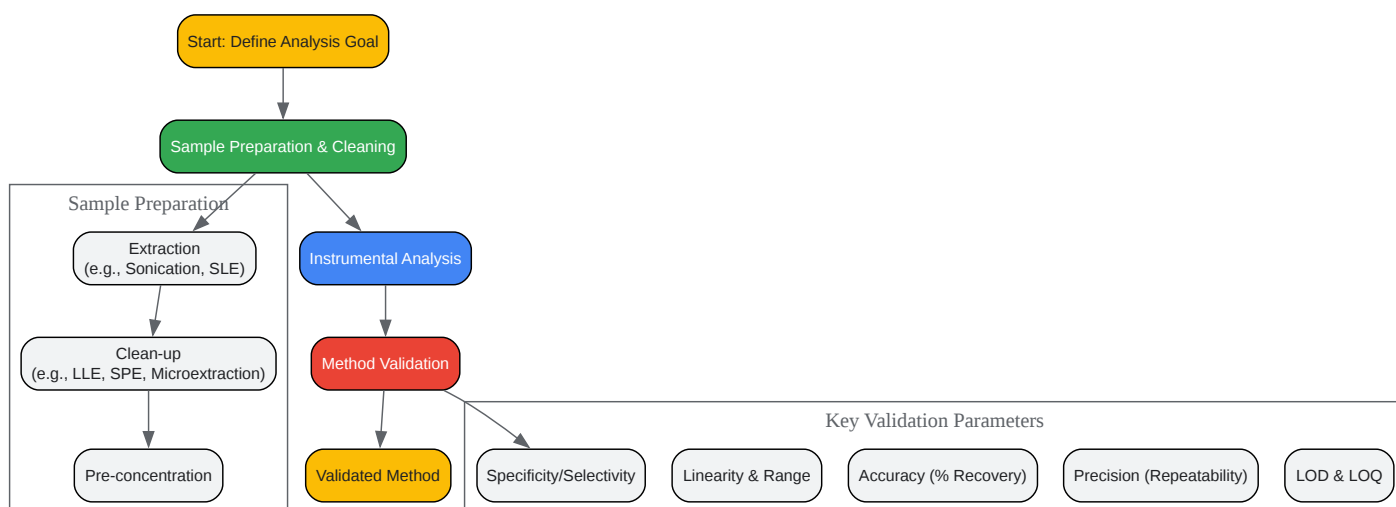 Start: Define Analysis Goal
Sample Preparation & Cleaning
Sample Preparation
Extraction
(e.g., Sonication, SLE)
Instrumental Analysis
Clean-up
(e.g., LLE, SPE, Microextraction)
Method Validation
Key Validation Parameters
Pre-concentration
Validated Method
Specificity/Selectivity
Linearity & Range
Accuracy (% Recovery)
Precision (Repeatability)
LOD & LOQ